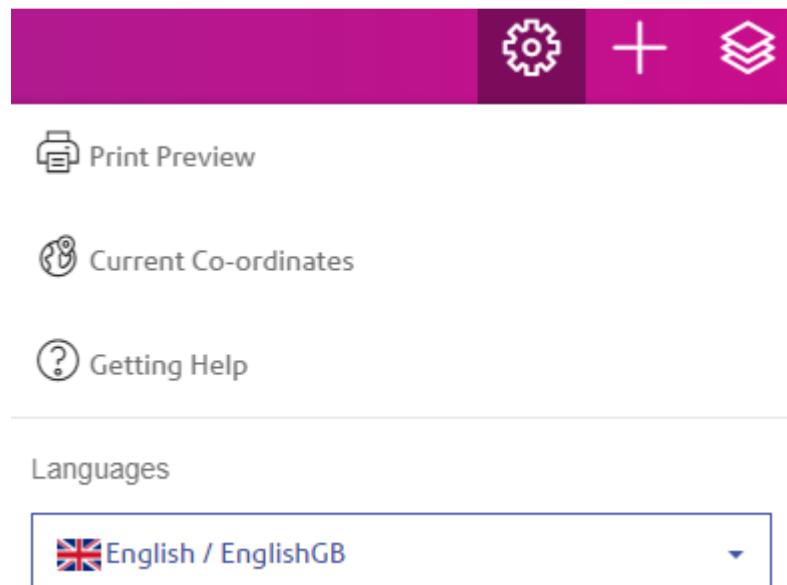 Print Preview
Current Co-ordinates
Getting Help
Languages
English / EnglishGB